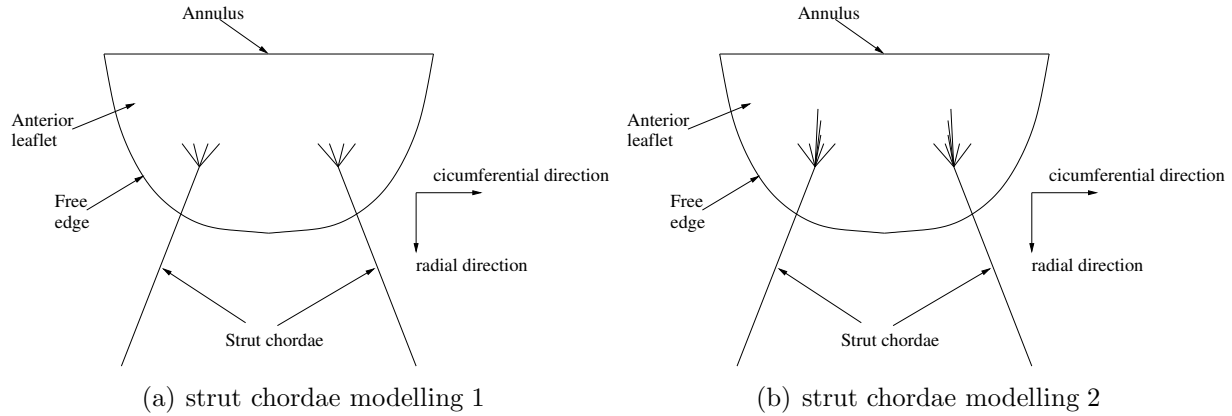 Annulus
Anterior
leaflet
Free
edge
cicumferential direction
radial direction
Strut chordae
(a) strut chordae modelling 1
Annulus
Anterior
leaflet
Free
edge
cicumferential direction
radial direction
Strut chordae
(b) strut chordae modelling 2